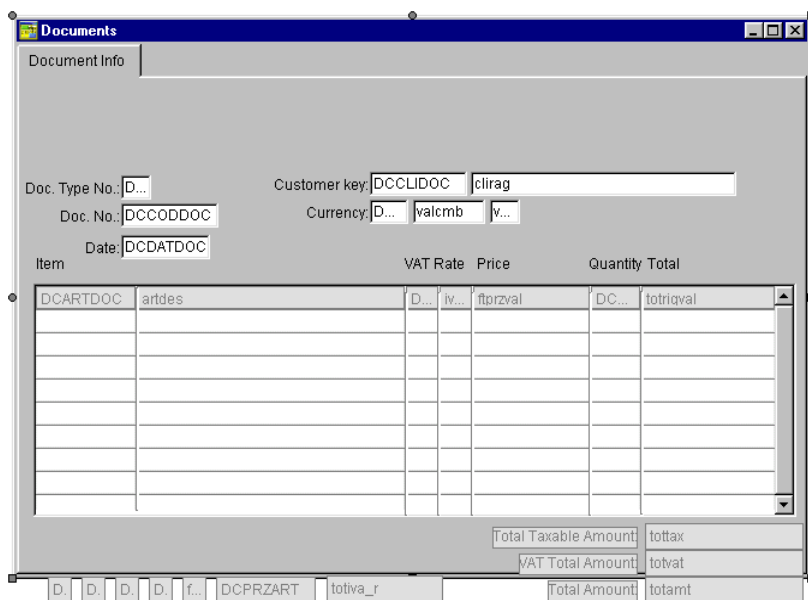 Documents
Document Info
Doc. Type No.: D... Customer key: DCCLIDOC clirag
Doc. No.: DCCODDOC Currency: D... valcmb v...
Date: DCDATDOC
Item VAT Rate Price Quantity Total
DCARTDOC artdes D... iv... ftprzval DC... totrigval
Total Taxable Amount: tottax
VAT Total Amount: totvat
D. D. D. D. f... DCPRZART totiva_r Total Amount: totamt